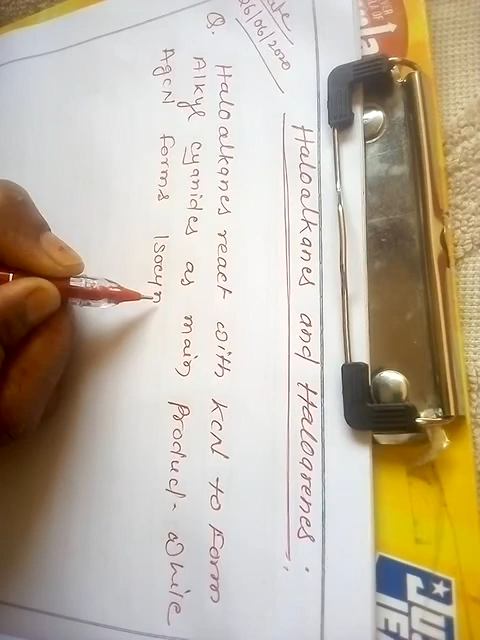 Date
26/06/2020
Haloalkanes and Haloarenes:
Q. Haloalkanes react with KCN to Form
Alkyl cyanides as main Product. While
AgCN forms Isocyn